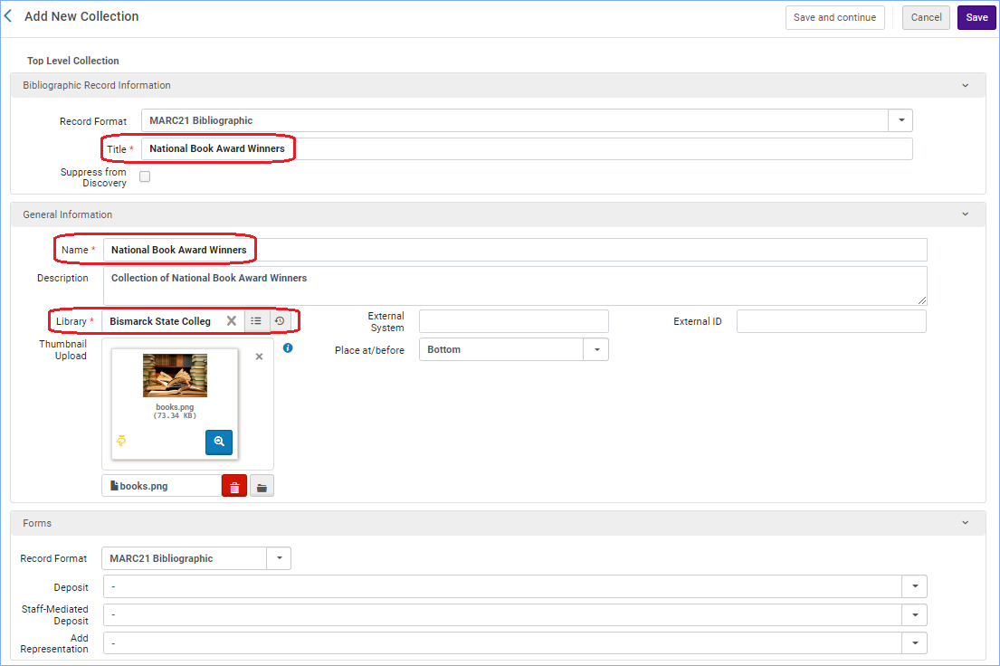 Add New Collection
Save and continue
Cancel
Save
Top Level Collection
Bibliographic Record Information
Record Format
MARC21 Bibliographic
Title *
National Book Award Winners
Suppress from
Discovery
General Information
Name *
National Book Award Winners
Description
Collection of National Book Award Winners
Library *
Bismarck State Colleg
External
System
External ID
Thumbnail
Upload
Place at/before
Bottom
books.png
(73.34 KB)
books.png
Forms
Record Format
MARC21 Bibliographic
Deposit
-
Staff-Mediated
Deposit
-
Add
Representation
-